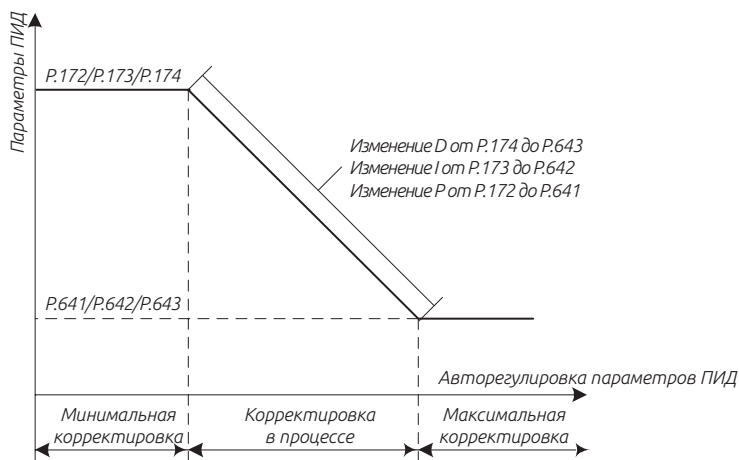 Параметры ПИД
P.172/P.173/P.174
Изменение D от P.174 до P.643
Изменение I от P.173 до P.642
Изменение P от P.172 до P.641
P.641/P.642/P.643
Авторегулировка параметров ПИД
Минимальная
корректировка
Корректировка
в процессе
Максимальная
корректировка